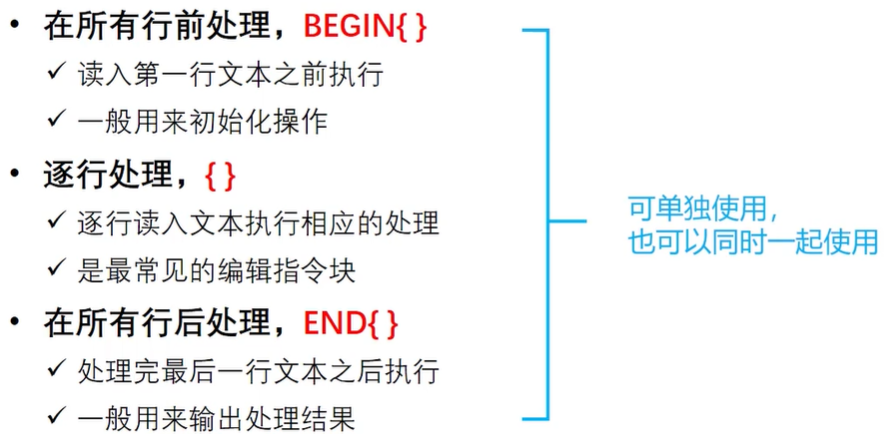 • 在所有行前处理，BEGIN{ }
✓ 读入第一行文本之前执行
✓ 一般用来初始化操作
• 逐行处理，{ }
✓ 逐行读入文本执行相应的处理
✓ 是最常见的编辑指令块
• 在所有行后处理，END{ }
✓ 处理完最后一行文本之后执行
✓ 一般用来输出处理结果
可单独使用，
也可以同时一起使用